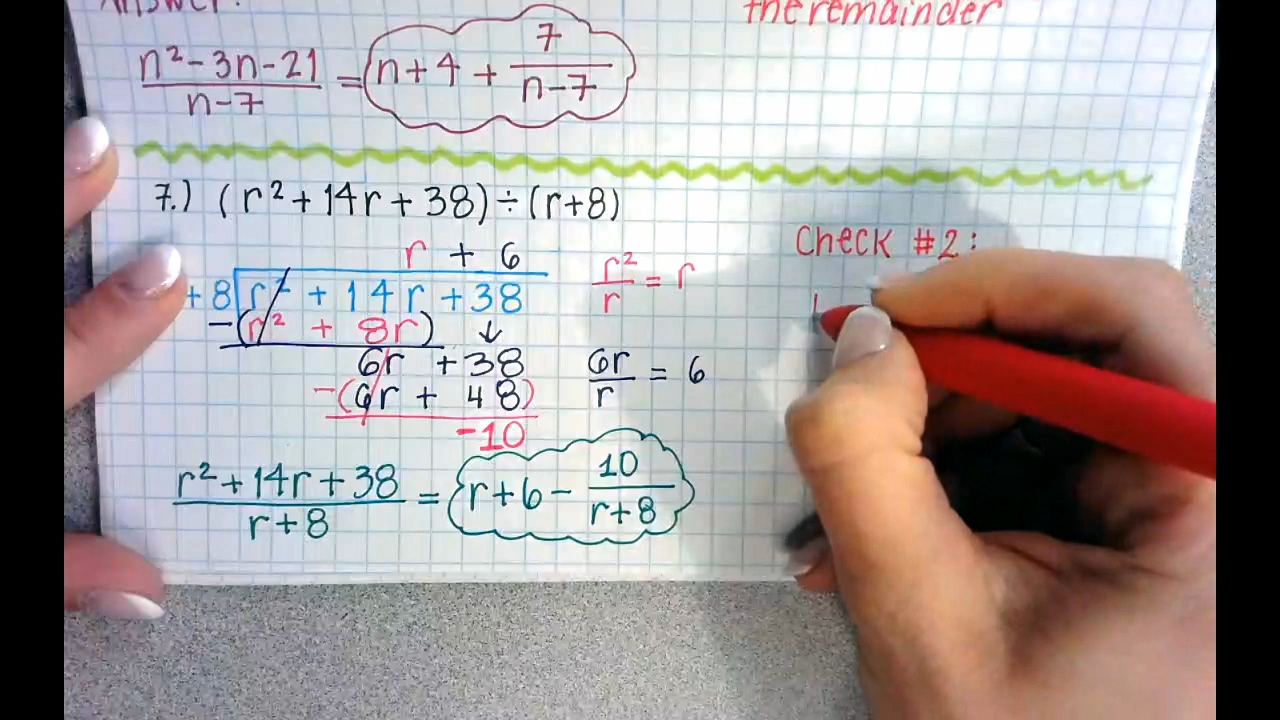 Answer:
the remainder
n² - 3n - 21 / n - 7 = n + 4 + 7 / n - 7
7.) (r² + 14r + 38) ÷ (r + 8)
Check #2:
r + 6
+ 8 r² + 14r + 38
r² / r = r
-(r² + 8r) ↓
6r + 38
6r / r = 6
-(6r + 48)
-10
r² + 14r + 38 / r + 8 = r + 6 - 10 / r + 8